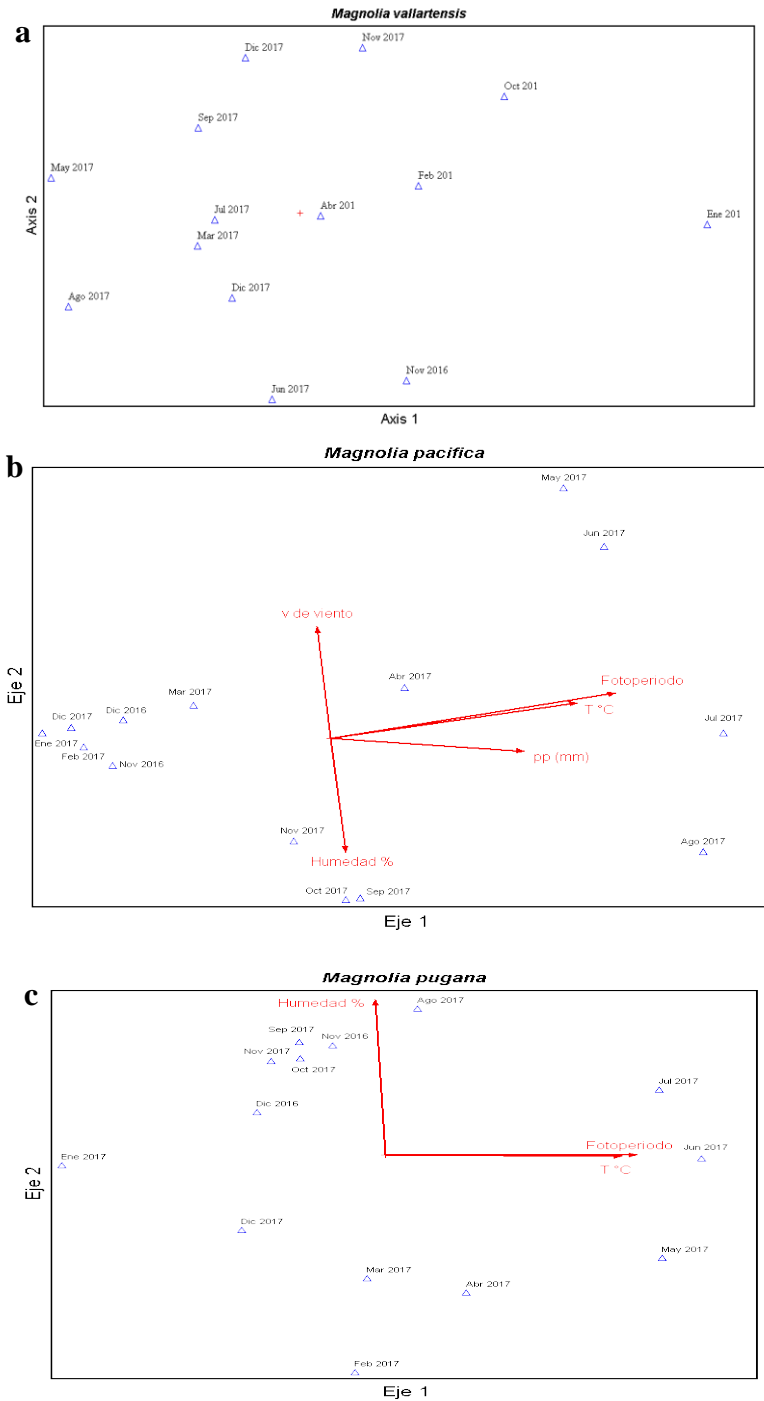 Magnolia vallartensis
a
Nov 2017
Dic 2017
Oct 201
Sep 2017
May 2017
Feb 201
Jul 2017
Abr 201
Ene 201
Mar 2017
Axis 2
Dic 2017
Ago 2017
Nov 2016
Jun 2017
Axis 1
Magnolia pacifica
b
May 2017
Jun 2017
v de viento
Abr 2017
Fotoperiodo
Mar 2017
T °C
Dic 2016
Dic 2017
Jul 2017
Ene 2017
Eje 2
Feb 2017
Nov 2016
pp (mm)
Nov 2017
Ago 2017
Humedad %
Oct 2017
Sep 2017
Eje 1
Magnolia pugana
c
Humedad %
Ago 2017
Sep 2017
Nov 2016
Nov 2017
Oct 2017
Jul 2017
Dic 2016
Fotoperiodo
Jun 2017
Ene 2017
T °C
Eje 2
Dic 2017
May 2017
Mar 2017
Abr 2017
Feb 2017
Eje 1